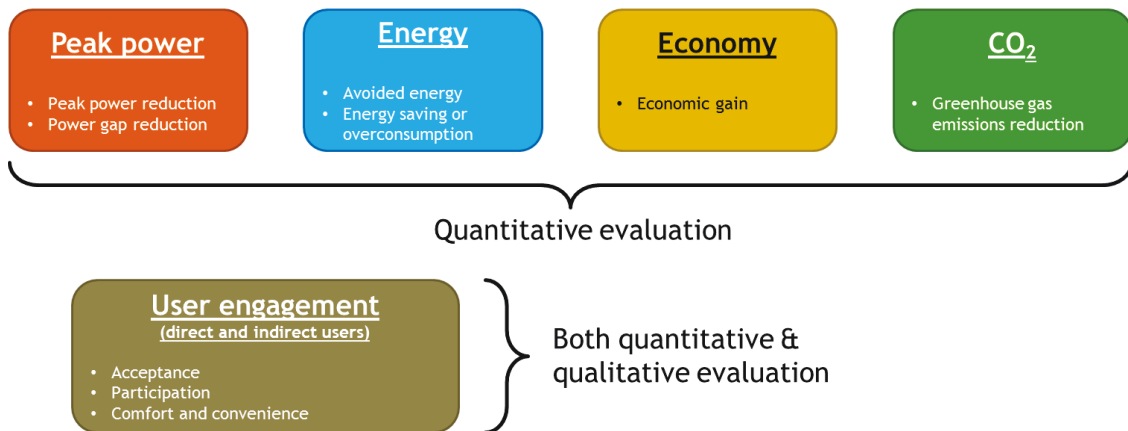 Peak power
• Peak power reduction
• Power gap reduction
Energy
• Avoided energy
• Energy saving or
overconsumption
Economy
• Economic gain
CO₂
• Greenhouse gas
emissions reduction
Quantitative evaluation
User engagement
(direct and indirect users)
• Acceptance
• Participation
• Comfort and convenience
Both quantitative &
qualitative evaluation